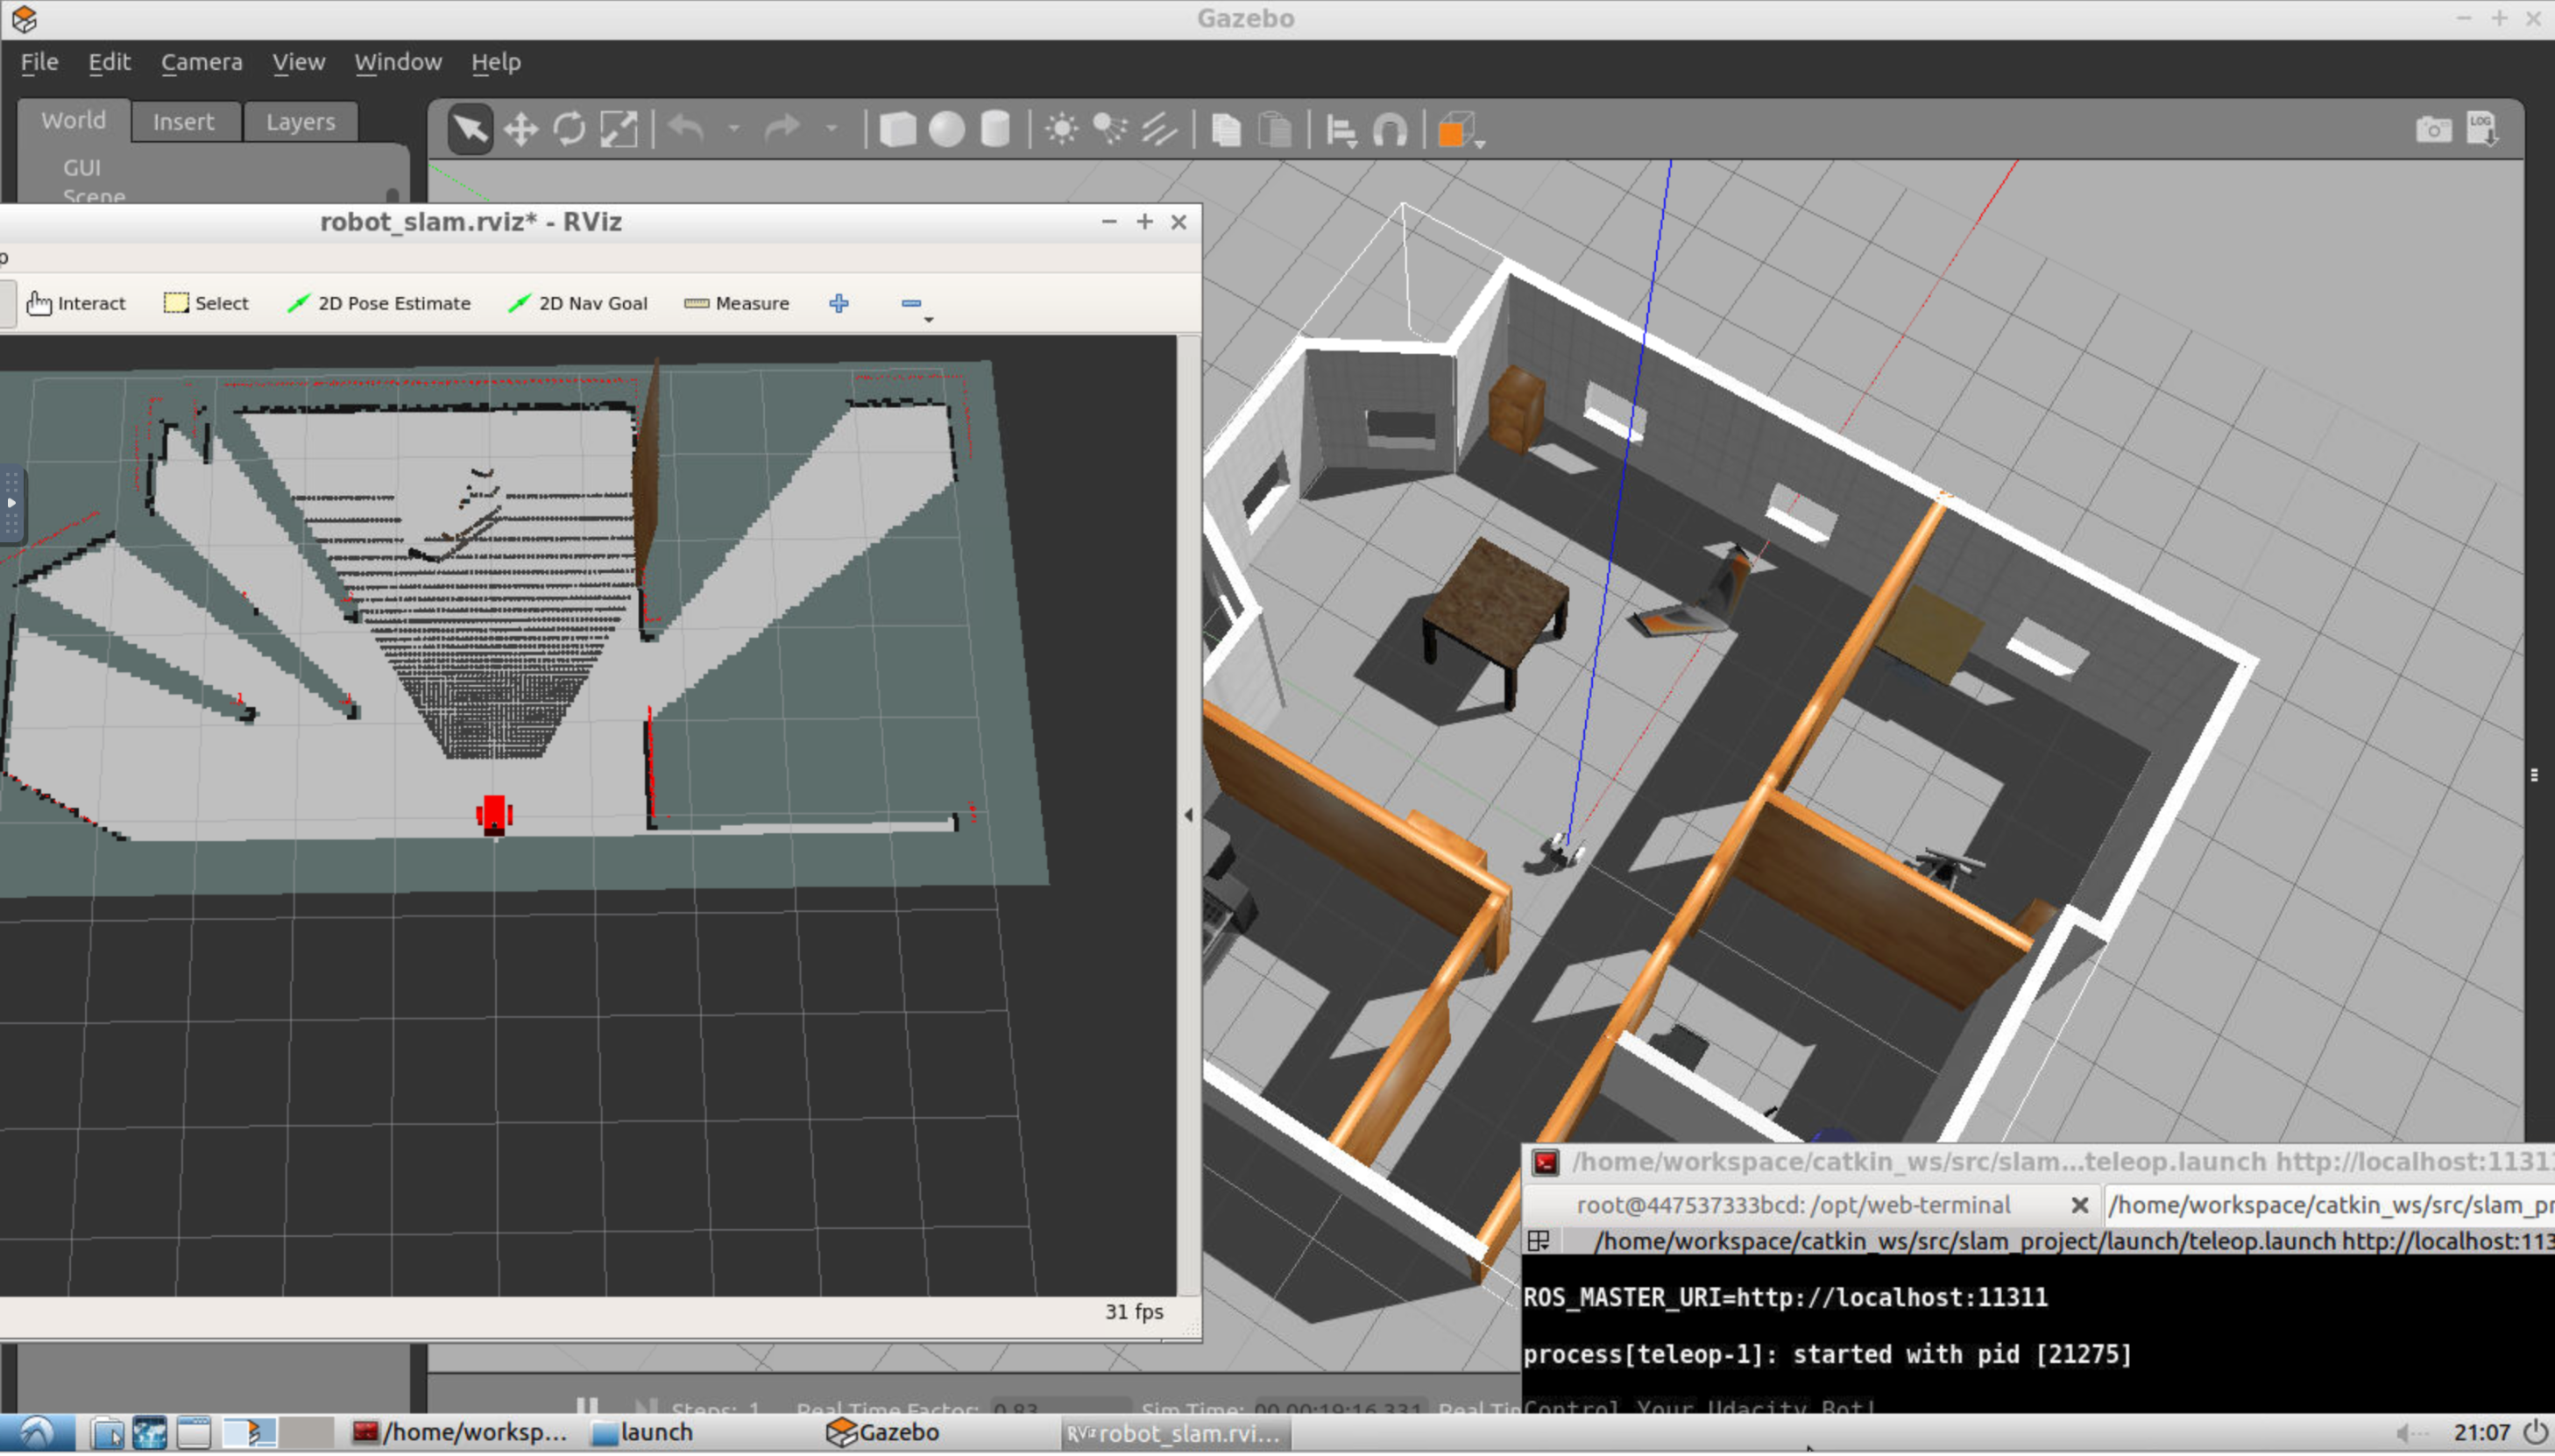 Gazebo
File Edit Camera View Window Help
World Insert Layers
GUI
Scene
LOG
robot_slam.rviz* - RViz
p
Interact Select 2D Pose Estimate 2D Nav Goal Measure
31 fps
/home/workspace/catkin_ws/src/slam...teleop.launch http://localhost:1131
root@447537333bcd: /opt/web-terminal
/home/workspace/catkin_ws/src/slam_pr
/home/workspace/catkin_ws/src/slam_project/launch/teleop.launch http://localhost:113
ROS_MASTER_URI=http://localhost:11311
process[teleop-1]: started with pid [21275]
Control Your Udacity Bot!
Steps: 1 Real Time Factor: 0.83 Sim Time: 00 00:19:16.331 Real Tin
/home/worksp... launch Gazebo robot_slam.rvi... 21:07